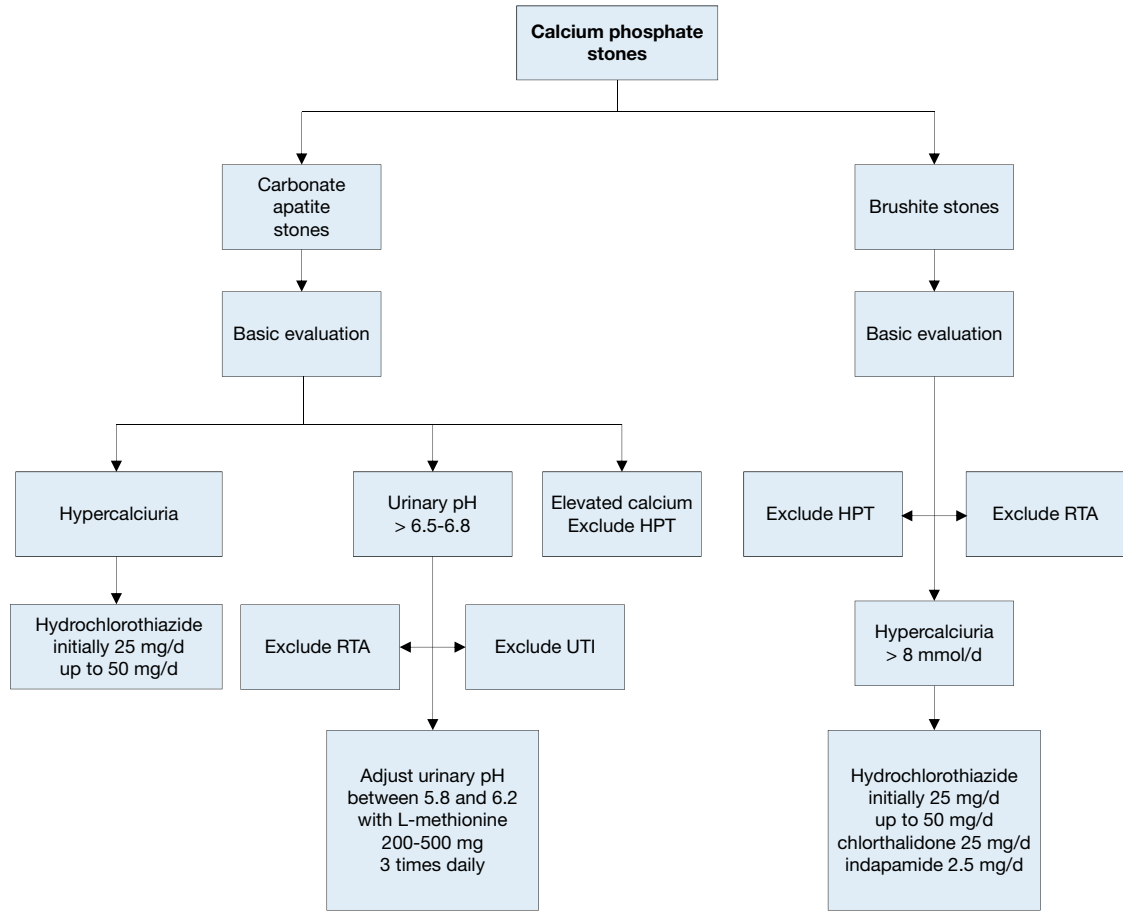 Calcium phosphate
stones
Carbonate
apatite
stones
Brushite stones
Basic evaluation
Basic evaluation
Hypercalciuria
Urinary pH
> 6.5-6.8
Elevated calcium
Exclude HPT
Exclude HPT
Exclude RTA
Hydrochlorothiazide
initially 25 mg/d
up to 50 mg/d
Exclude RTA
Exclude UTI
Hypercalciuria
> 8 mmol/d
Adjust urinary pH
between 5.8 and 6.2
with L-methionine
200-500 mg
3 times daily
Hydrochlorothiazide
initially 25 mg/d
up to 50 mg/d
chlorthalidone 25 mg/d
indapamide 2.5 mg/d